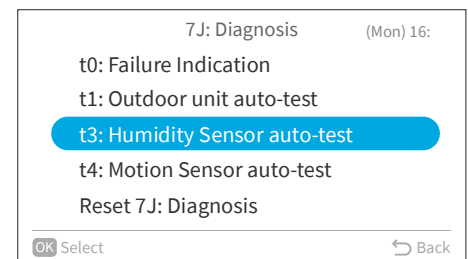 7J: Diagnosis (Mon) 16:
t0: Failure Indication
t1: Outdoor unit auto-test
t3: Humidity Sensor auto-test
t4: Motion Sensor auto-test
Reset 7J: Diagnosis
OK Select Back